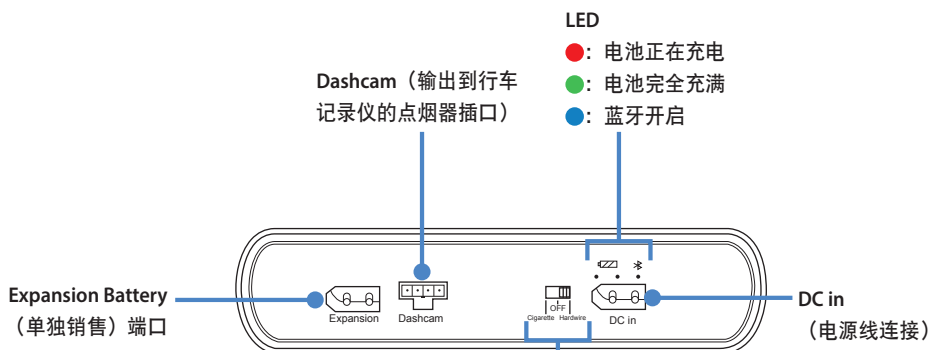 LED
: 电池正在充电
: 电池完全充满
: 蓝牙开启
Dashcam（输出到行车
记录仪的点烟器插口）
Expansion Battery
（单独销售）端口
Expansion
Dashcam
OFF
Cigarette Hardwire
DC in
DC in
（电源线连接）